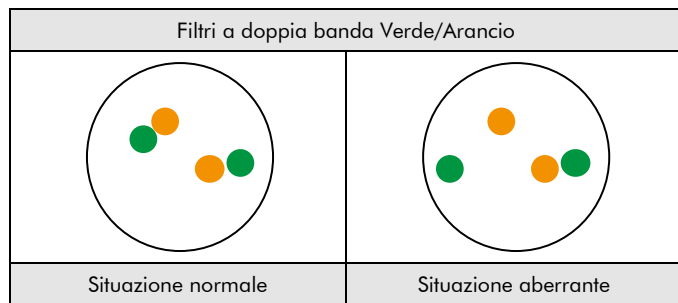 Filtri a doppia banda Verde/Arancio
Situazione normale
Situazione aberrante